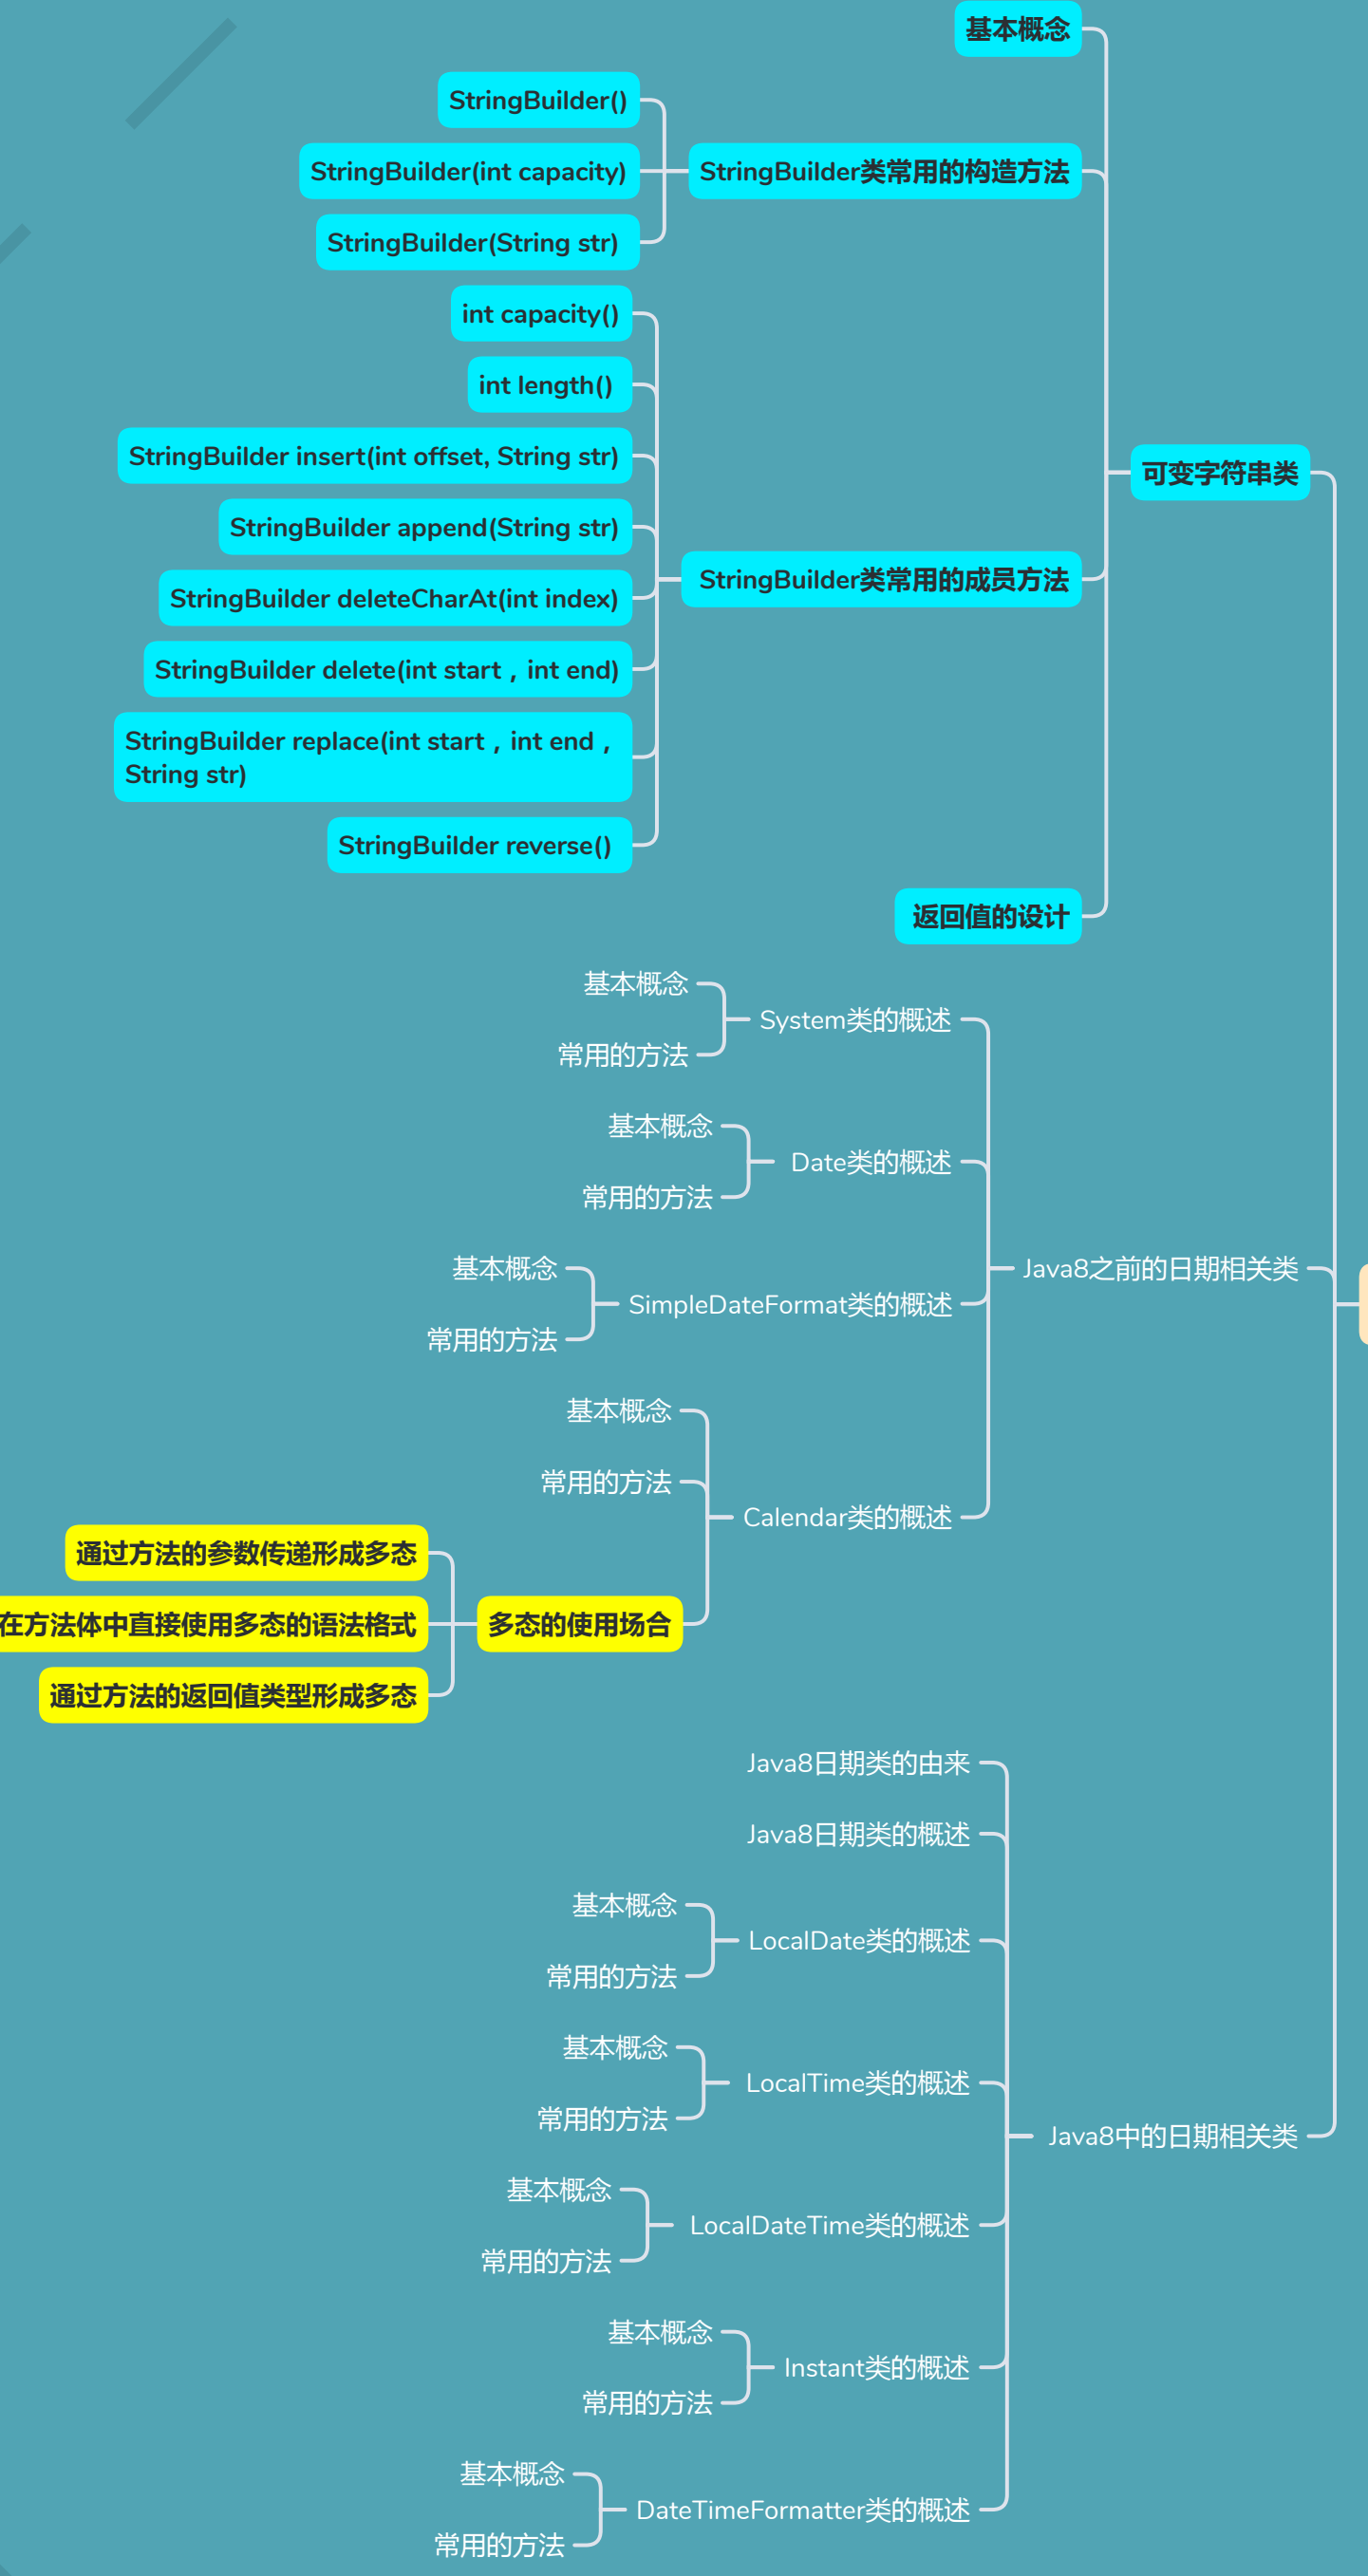 基本概念
StringBuilder()
StringBuilder(int capacity)
StringBuilder类常用的构造方法
StringBuilder(String str)
int capacity()
int length()
StringBuilder insert(int offset, String str)
可变字符串类
StringBuilder append(String str)
StringBuilder类常用的成员方法
StringBuilder deleteCharAt(int index)
StringBuilder delete(int start，int end)
StringBuilder replace(int start，int end，
String str)
StringBuilder reverse()
返回值的设计
基本概念
System类的概述
常用的方法
基本概念
Date类的概述
常用的方法
基本概念
Java8之前的日期相关类
SimpleDateFormat类的概述
常用的方法
基本概念
常用的方法
Calendar类的概述
通过方法的参数传递形成多态
在方法体中直接使用多态的语法格式
多态的使用场合
通过方法的返回值类型形成多态
Java8日期类的由来
Java8日期类的概述
基本概念
LocalDate类的概述
常用的方法
基本概念
LocalTime类的概述
常用的方法
Java8中的日期相关类
基本概念
LocalDateTime类的概述
常用的方法
基本概念
Instant类的概述
常用的方法
基本概念
DateTimeFormatter类的概述
常用的方法